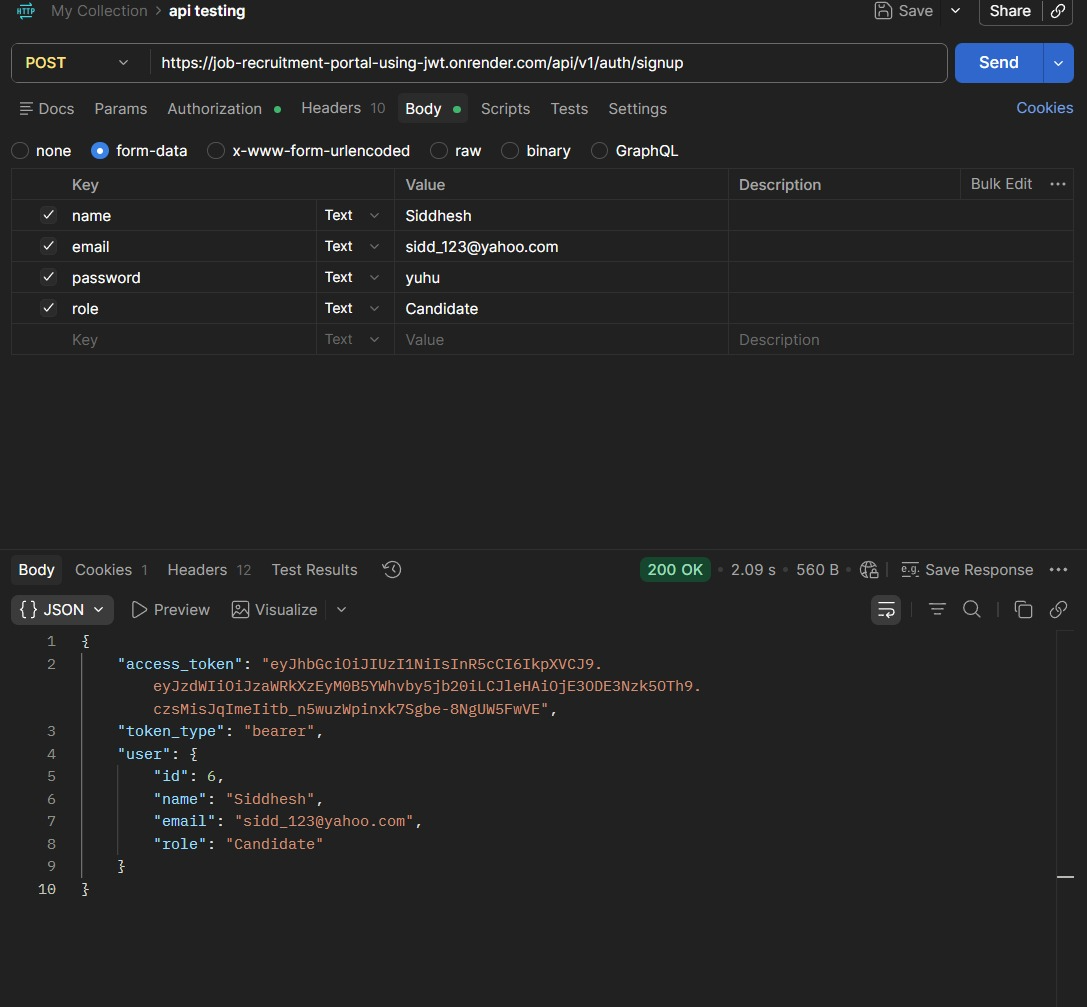 HTTP My Collection > api testing Save Share
POST https://job-recruitment-portal-using-jwt.onrender.com/api/v1/auth/signup Send
Docs Params Authorization Headers 10 Body Scripts Tests Settings Cookies
none form-data x-www-form-urlencoded raw binary GraphQL
Key Value Description Bulk Edit ...
name Text Siddhesh
email Text sidd_123@yahoo.com
password Text yuhu
role Text Candidate
Key Text Value Description
Body Cookies 1 Headers 12 Test Results 200 OK • 2.09 s • 560 B • e.g. Save Response ...
{} JSON Preview Visualize
1 {
2 "access_token": "eyJhbGciOiJIUzI1NiIsInR5cCI6IkpXVCJ9.
eyJzdWIiOiJzaWRkXzEyM0B5YWhvby5jb20iLCJleHAiOjE3ODE3Nzk5OTh9.
czsMisJqImeIitb_n5wuzWpinxk7Sgbe-8NgUW5FwVE",
3 "token_type": "bearer",
4 "user": {
5 "id": 6,
6 "name": "Siddhesh",
7 "email": "sidd_123@yahoo.com",
8 "role": "Candidate"
9 }
10 }